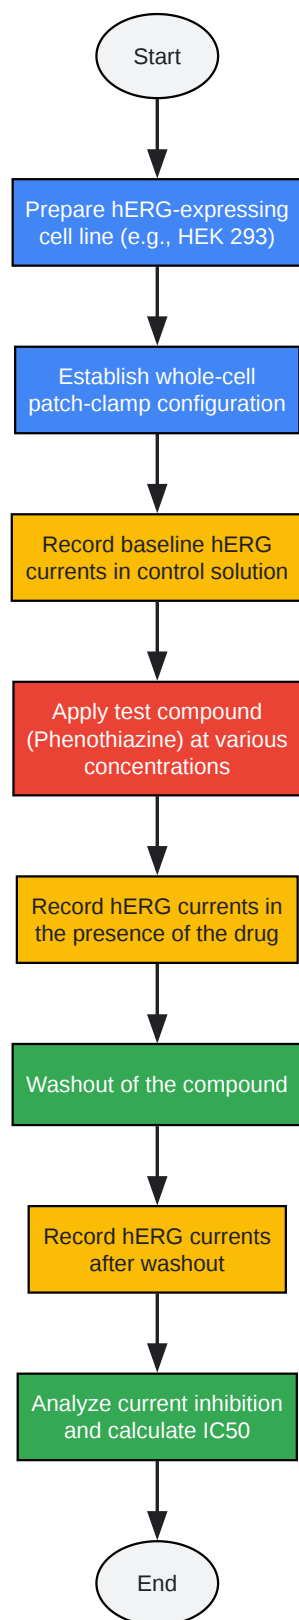 Start
Prepare hERG-expressing
cell line (e.g., HEK 293)
Establish whole-cell
patch-clamp configuration
Record baseline hERG
currents in control solution
Apply test compound
(Phenothiazine) at various
concentrations
Record hERG currents in
the presence of the drug
Washout of the compound
Record hERG currents
after washout
Analyze current inhibition
and calculate IC50
End